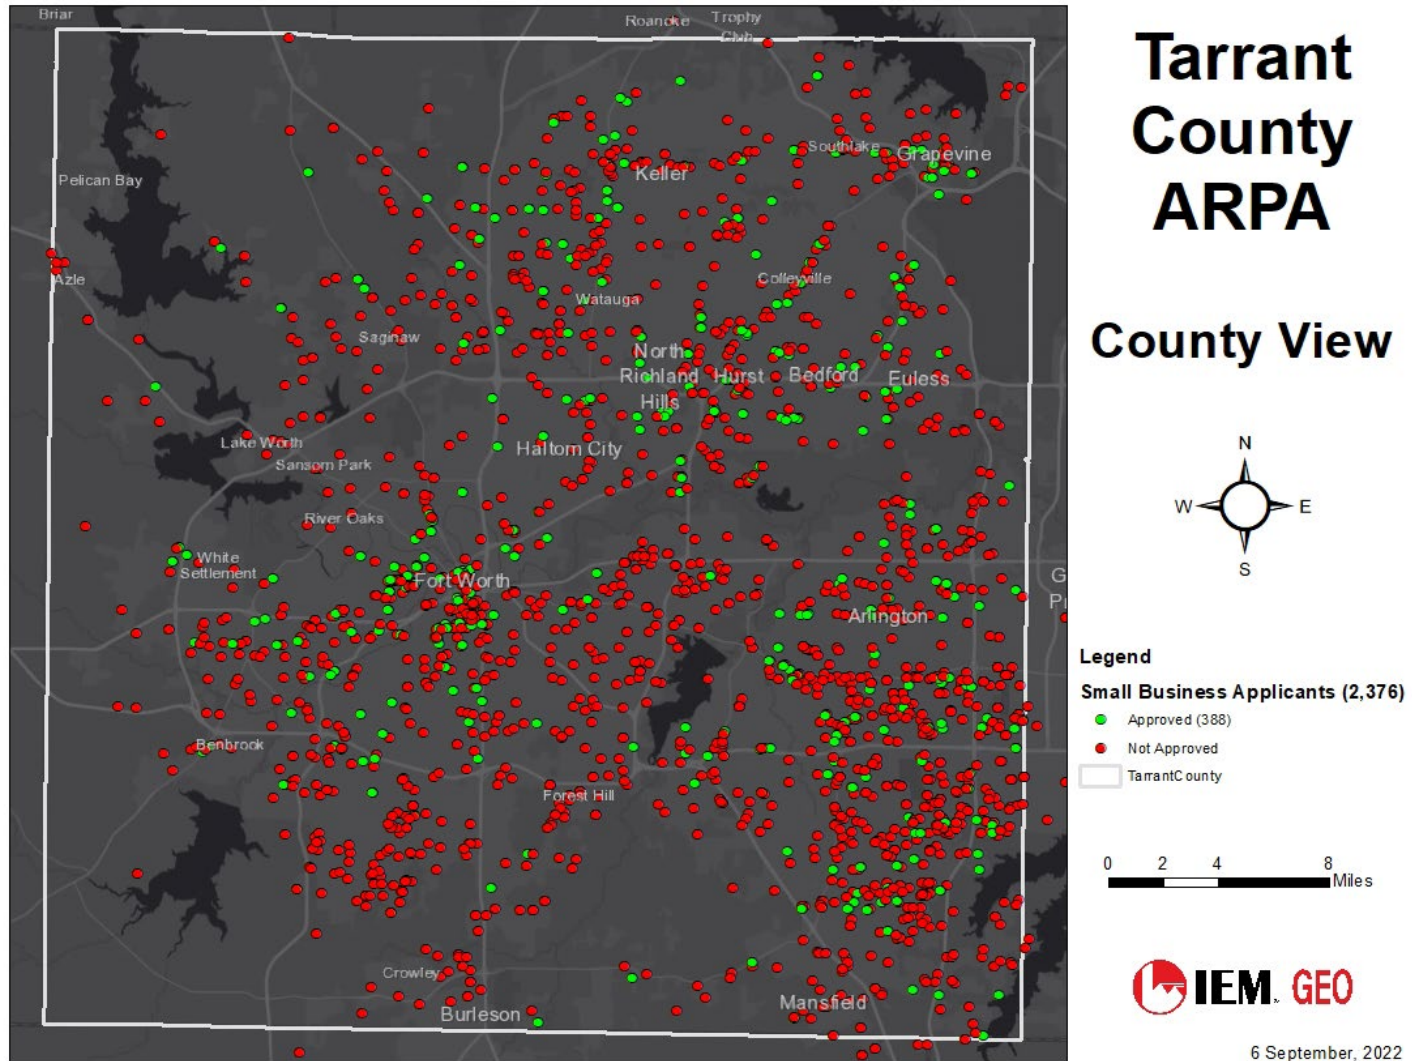 Briar
Roanoke
Trophy
Club
Pelican Bay
Southlake
Grapevine
Keller
Azle
Colleyville
Watauga
Saginaw
North
Richland
Hills
Hurst
Bedford
Euless
Lake Worth
Haltom City
Sansom Park
River Oaks
White
Settlement
Fort Worth
Arlington
Benbrook
Forest Hill
Crowley
Burleson
Mansfield
Tarrant
County
ARPA
County View
N
W
E
S
Legend
Small Business Applicants (2,376)
Approved (388)
Not Approved
TarrantCounty
0 2 4 8
Miles
IEM GEO
6 September, 2022